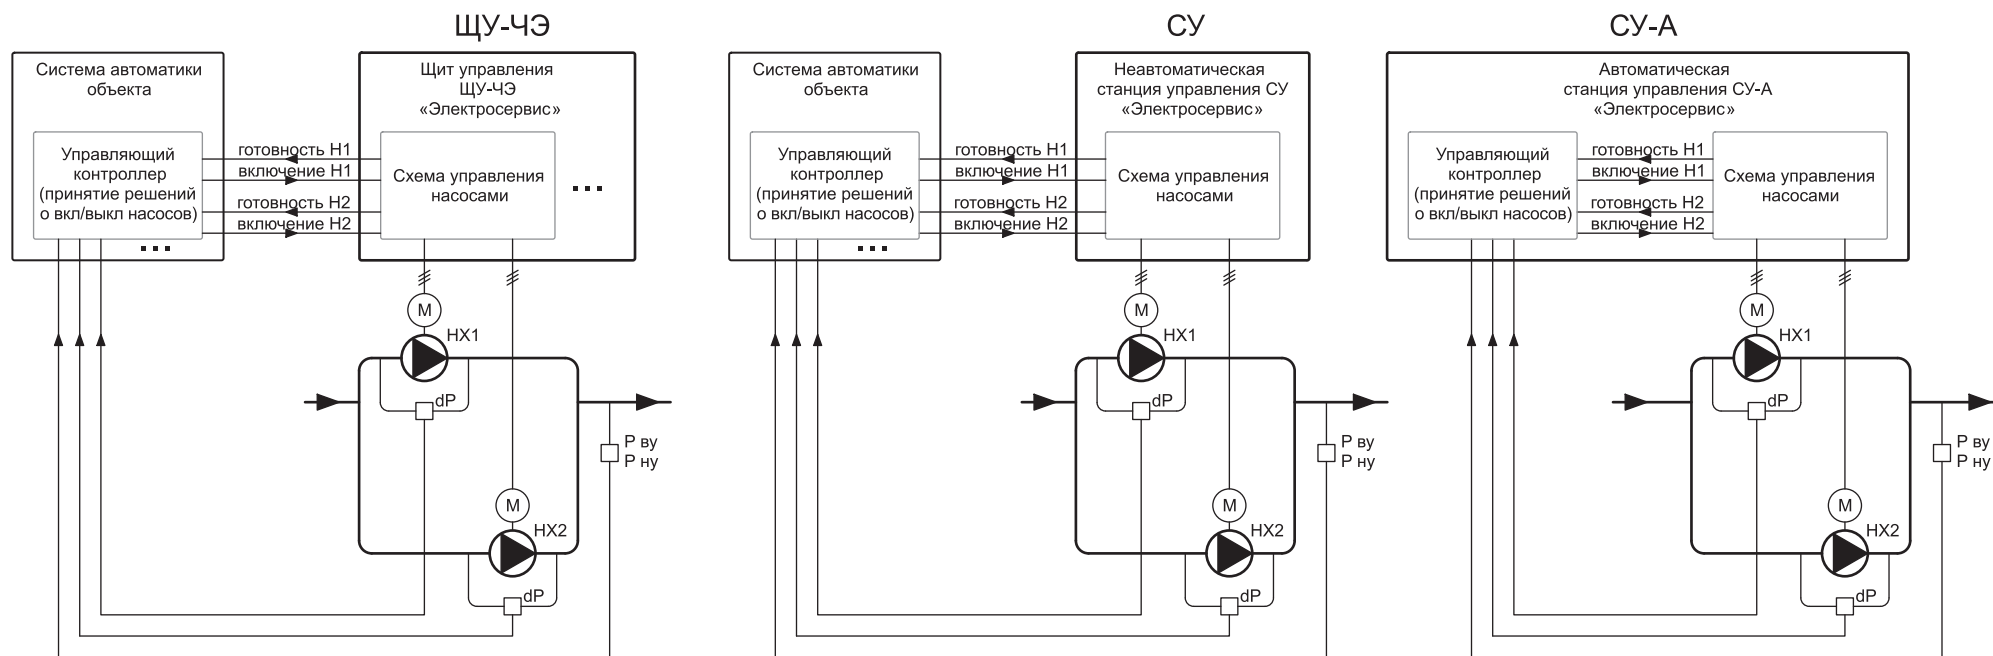 ЩУ-ЧЭ
Система автоматики
объекта
Щит управления
ЩУ-ЧЭ
«Электросервис»
Управляющий
контроллер
(принятие решений
о вкл/выкл насосов)
готовность Н1
включение Н1
готовность Н2
включение Н2
Схема управления
насосами
...
...
М
НХ1
dP
Р ву
Р ну
М
НХ2
dP
СУ
Система автоматики
объекта
Неавтоматическая
станция управления СУ
«Электросервис»
Управляющий
контроллер
(принятие решений
о вкл/выкл насосов)
готовность Н1
включение Н1
готовность Н2
включение Н2
Схема управления
насосами
...
М
НХ1
dP
Р ву
Р ну
М
НХ2
dP
СУ-А
Автоматическая
станция управления СУ-А
«Электросервис»
Управляющий
контроллер
(принятие решений
о вкл/выкл насосов)
готовность Н1
включение Н1
готовность Н2
включение Н2
Схема управления
насосами
М
НХ1
dP
Р ву
Р ну
М
НХ2
dP